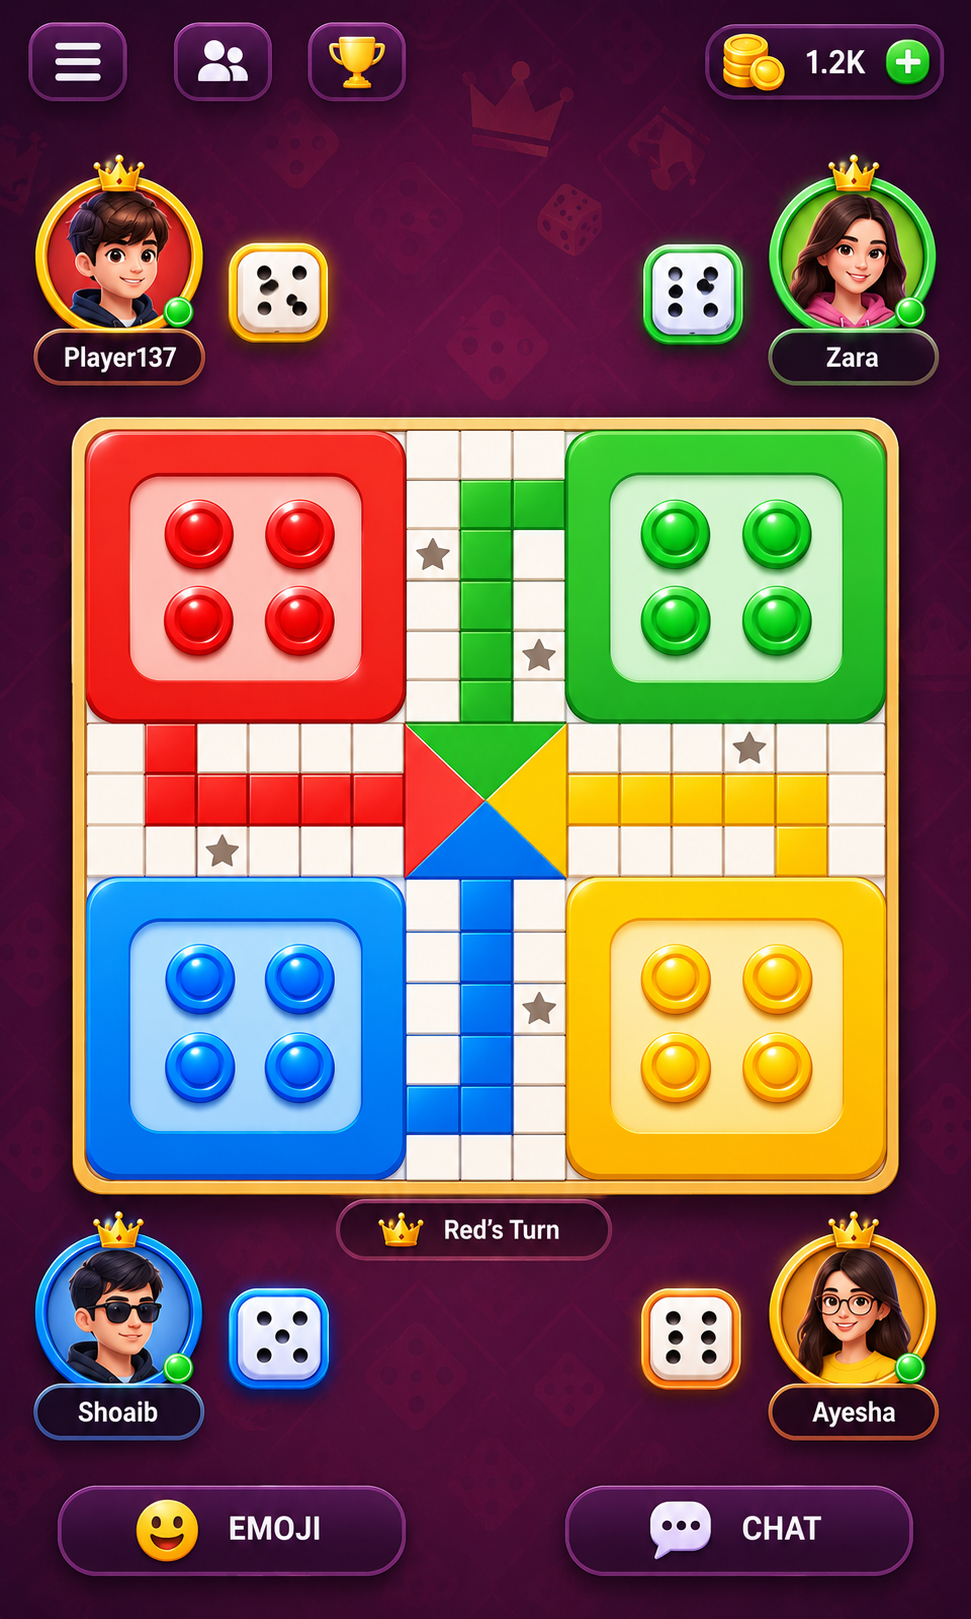 1.2K
Player137
Zara
Red's Turn
Shoaib
Ayesha
EMOJI
CHAT